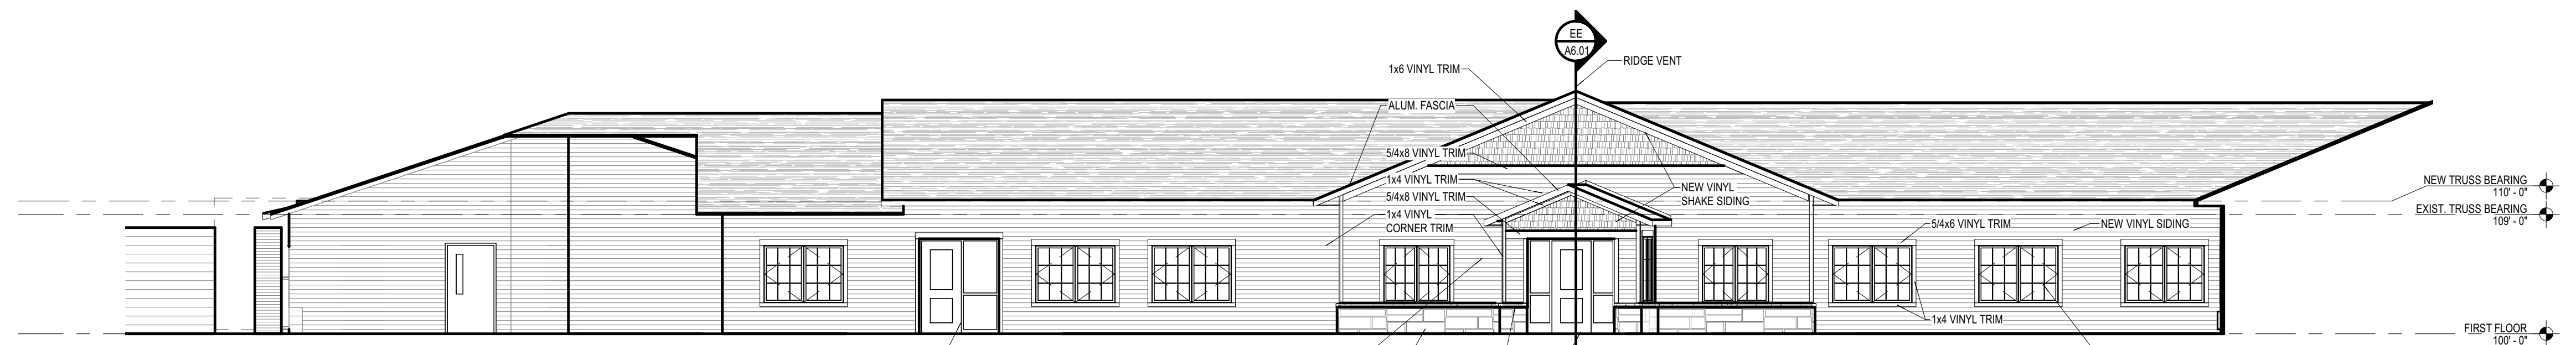 EE
A6.01
RIDGE VENT
1x6 VINYL TRIM
ALUM. FASCIA
5/4x8 VINYL TRIM
1x4 VINYL TRIM
5/4x8 VINYL TRIM
1x4 VINYL
CORNER TRIM
NEW VINYL
SHAKE SIDING
5/4x6 VINYL TRIM
NEW VINYL SIDING
1x4 VINYL TRIM
NEW TRUSS BEARING
110' - 0"
EXIST. TRUSS BEARING
109' - 0"
FIRST FLOOR
100' - 0"